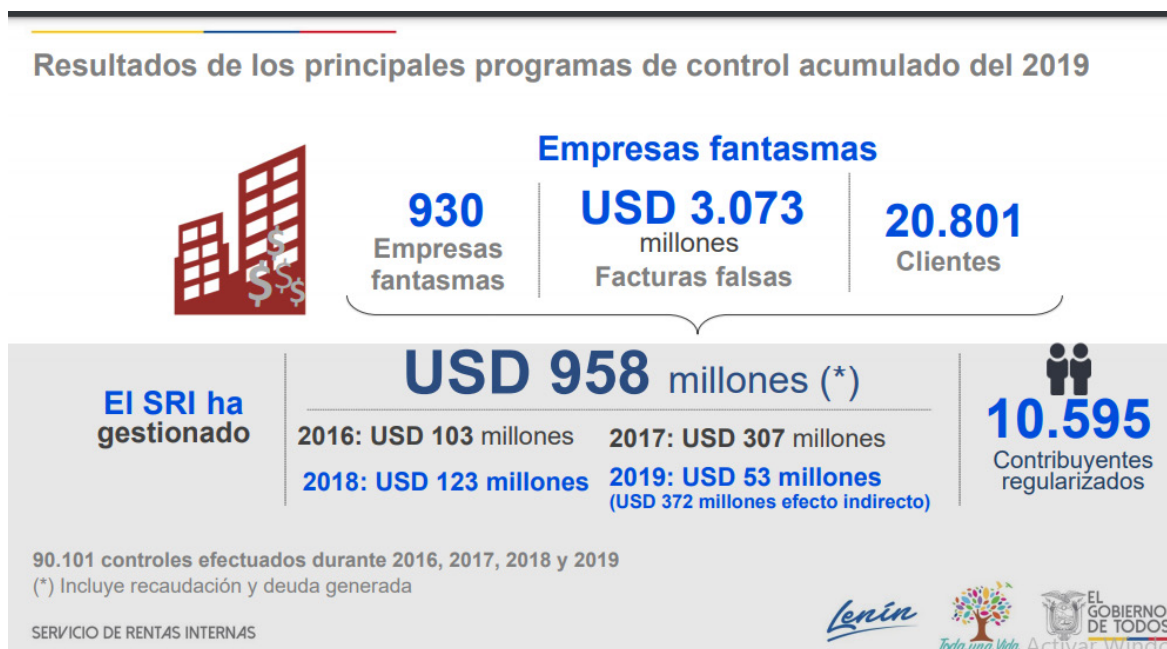 Resultados de los principales programas de control acumulado del 2019
Empresas fantasmas
930
Empresas
fantasmas
USD 3.073
millones
Facturas falsas
20.801
Clientes
$
$
$
$
El SRI ha
gestionado
USD 958 millones (*)
2016: USD 103 millones
2017: USD 307 millones
2018: USD 123 millones
2019: USD 53 millones
(USD 372 millones efecto indirecto)
10.595
Contribuyentes
regularizados
90.101 controles efectuados durante 2016, 2017, 2018 y 2019
(*) Incluye recaudación y deuda generada
SERVICIO DE RENTAS INTERNAS
Lenín
Toda una Vida
EL
GOBIERNO
DE TODOS
Activar Windo